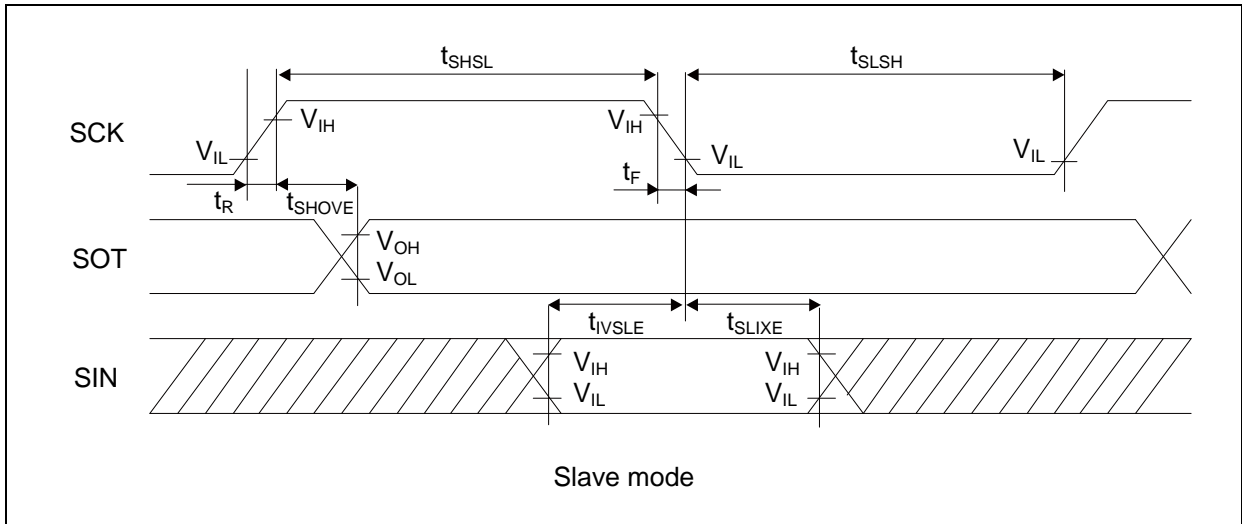 tSHSL
tSLSH
SCK
VIH
VIH
VIL
VIL
VIL
tF
tR
tSHOVE
SOT
VOH
VOL
tIVSLE
tSLIXE
SIN
VIH
VIH
VIL
VIL
Slave mode